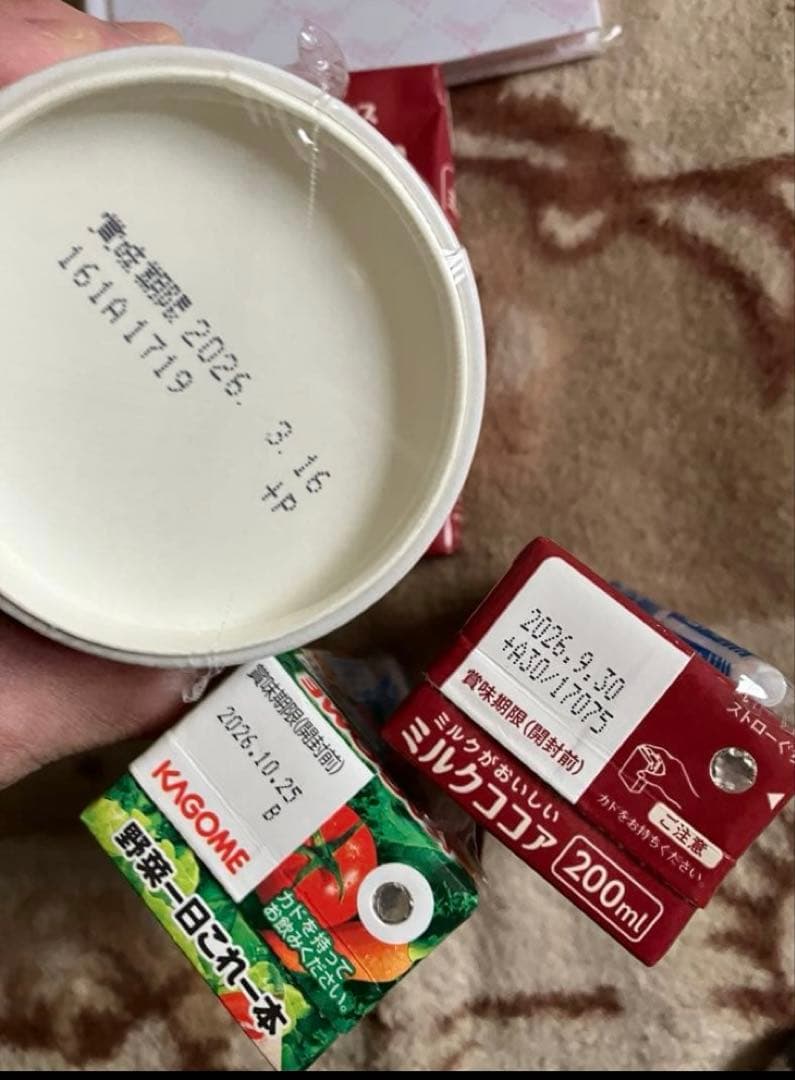 賞味期限 2026. 3.16
161A1719 +P
賞味期限(開封前)
2026.10.25
B
KAGOME
野菜一日これ一本
カドを持って
お飲みください。
2026.9.30
+A30/17075
賞味期限(開封前)
ミルクがおいしい
ミルクココア
200ml
カドをお持ちください。
ご注意